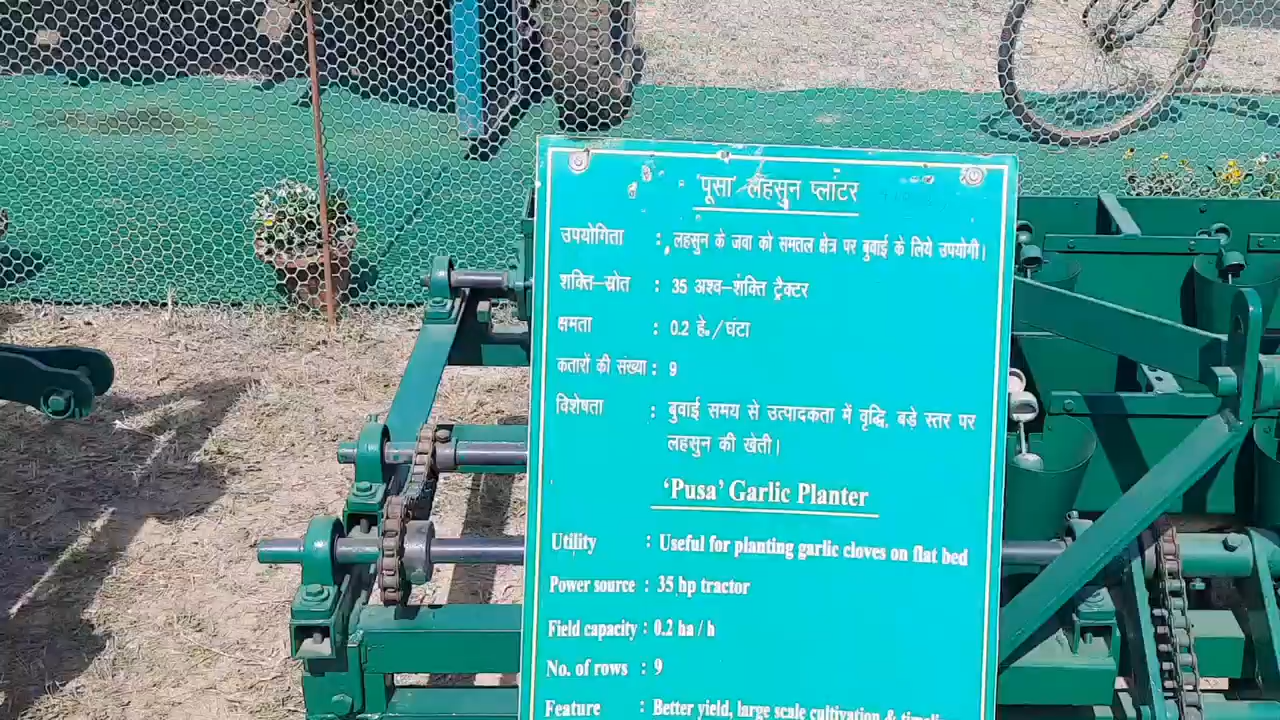 'पूसा' लहसुन प्लांटर
उपयोगिता : लहसुन के जवा को समतल क्षेत्र पर बुवाई के लिये उपयोगी।
शक्ति-स्रोत : 35 अश्व-शंक्ति ट्रैक्टर
क्षमता : 0.2 हे./घंटा
कतारों की संख्या : 9
विशेषता : बुवाई समय से उत्पादकता में वृद्धि, बड़े स्तर पर
लहसुन की खेती।
‘Pusa’ Garlic Planter
Utility : Useful for planting garlic cloves on flat bed
Power source : 35 hp tractor
Field capacity : 0.2 ha / h
No. of rows : 9
Feature : Better yield, large scale cultivation &